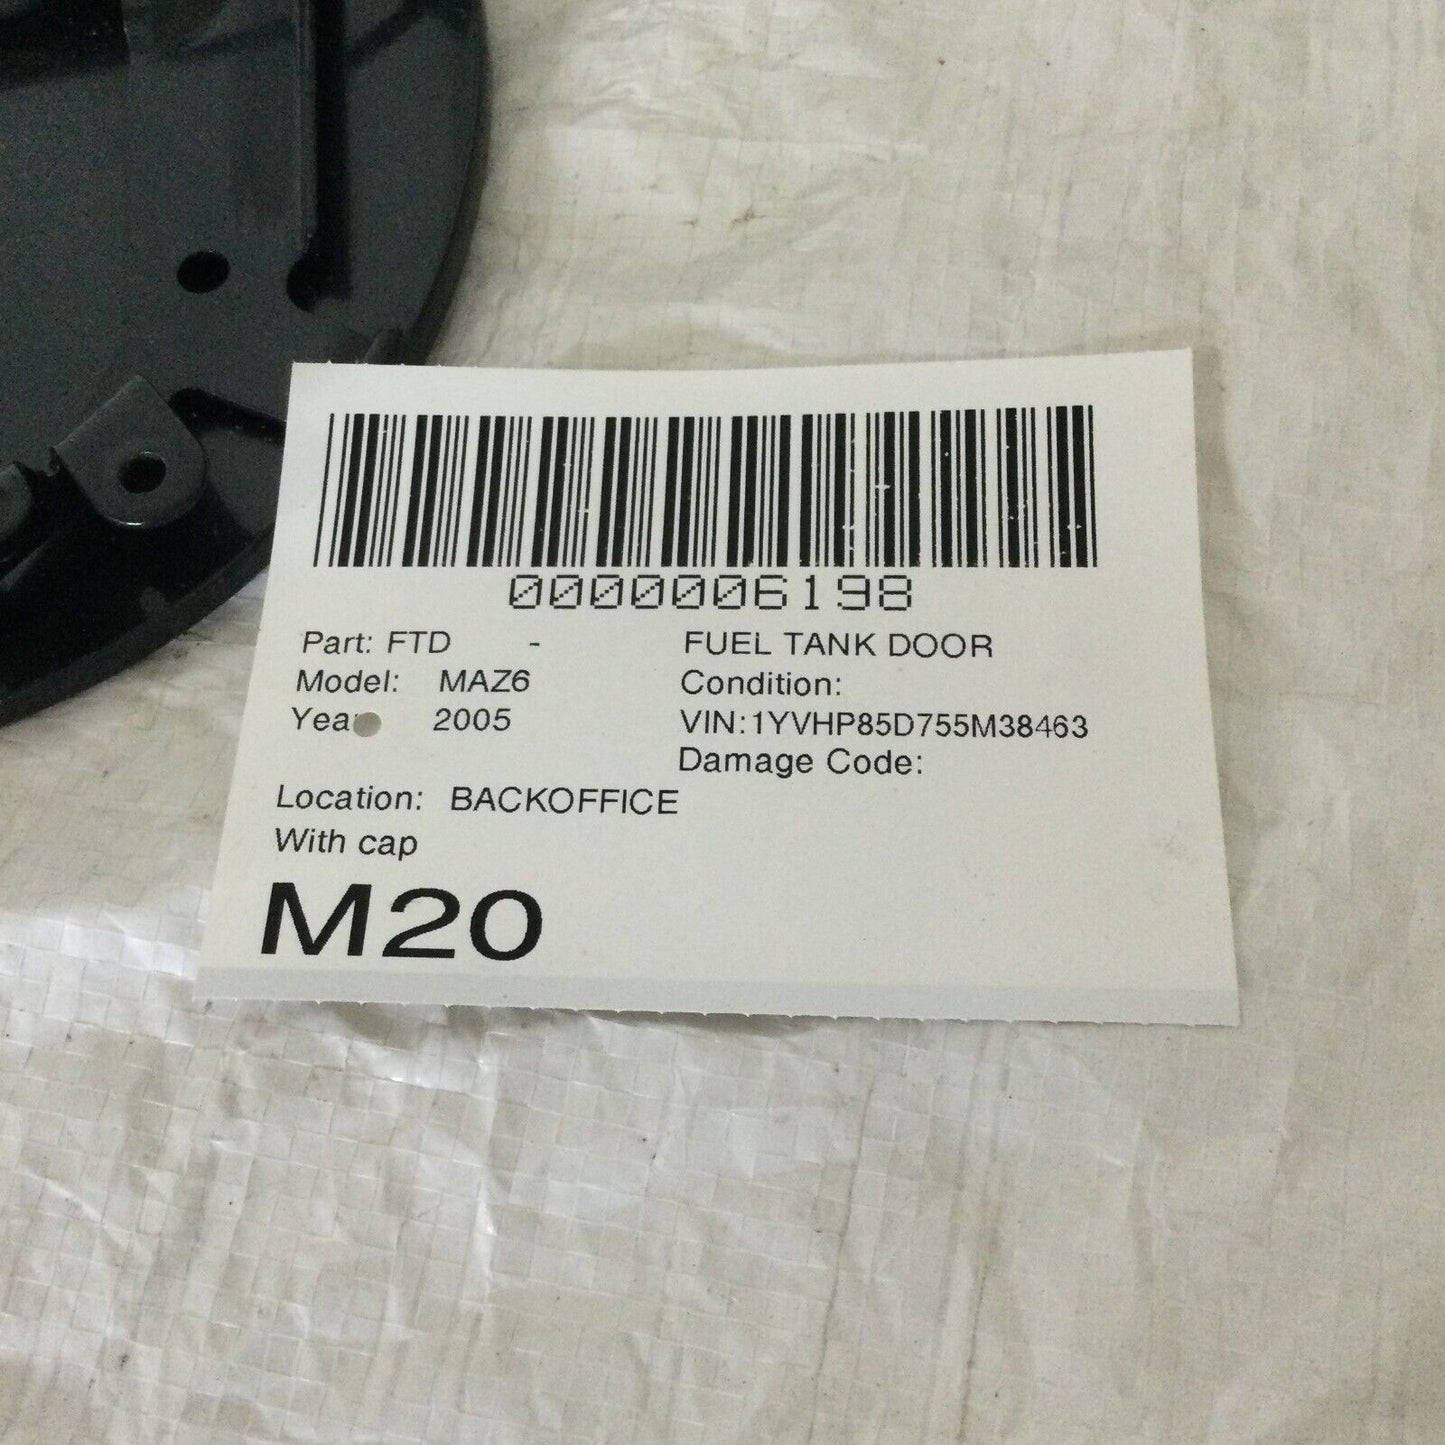 0000006198
Part: FTD - FUEL TANK DOOR
Model: MAZ6 Condition:
Year 2005 VIN:1YVHP85D755M38463
Damage Code:
Location: BACKOFFICE
With cap
M20